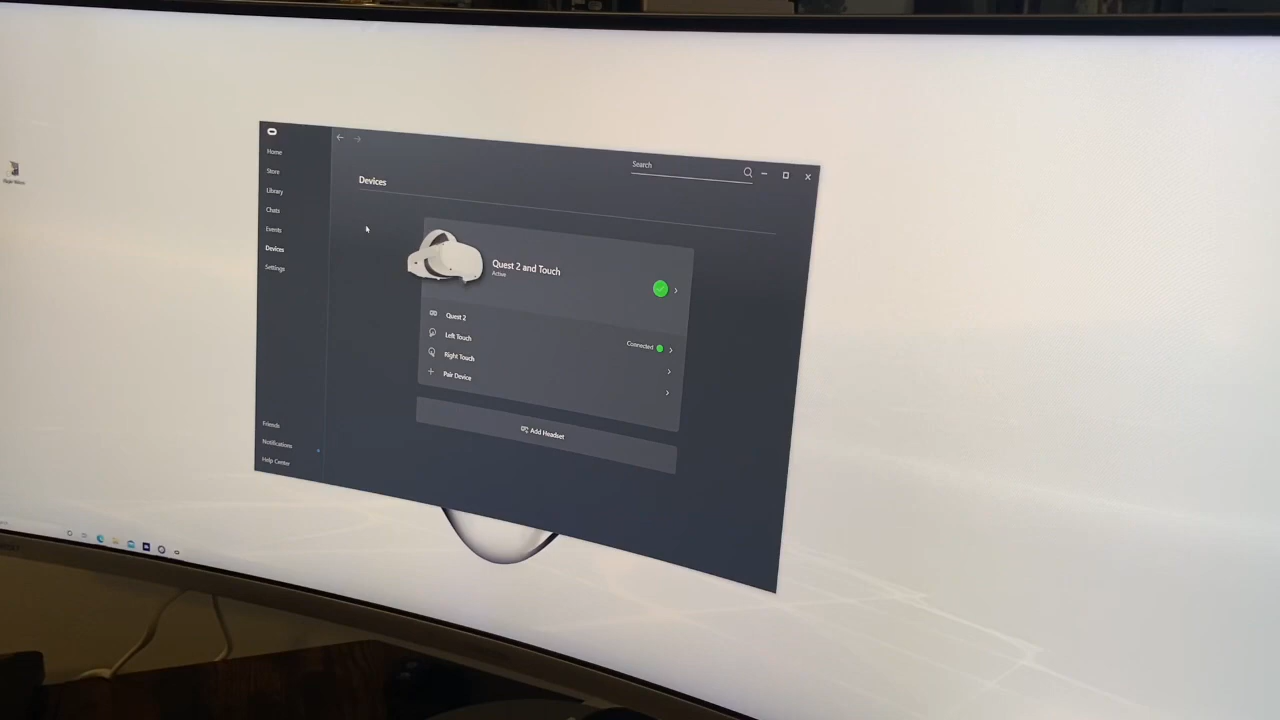 Search
Home
Store
Library
Chats
Events
Devices
Settings
Friends
Notifications
Help Center
Devices
Quest 2 and Touch
Active
Quest 2
Connected
Left Touch
Right Touch
Pair Device
Add Headset